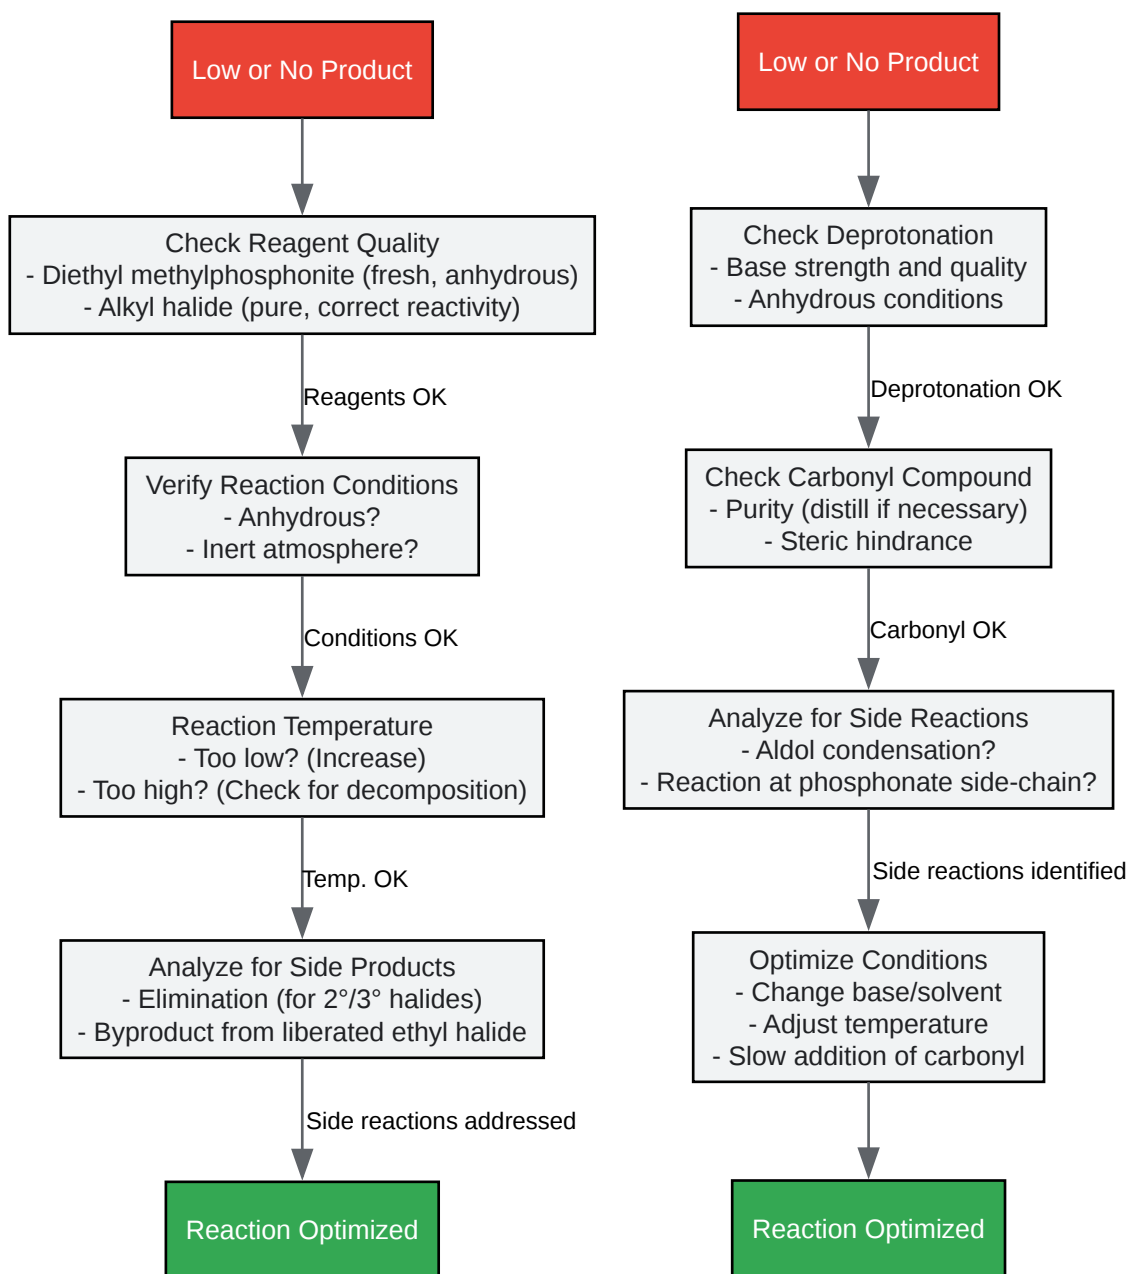 Low or No Product
Check Reagent Quality
- Diethyl methylphosphonite (fresh, anhydrous)
- Alkyl halide (pure, correct reactivity)
Reagents OK
Verify Reaction Conditions
- Anhydrous?
- Inert atmosphere?
Conditions OK
Reaction Temperature
- Too low? (Increase)
- Too high? (Check for decomposition)
Temp. OK
Analyze for Side Products
- Elimination (for 2°/3° halides)
- Byproduct from liberated ethyl halide
Side reactions addressed
Reaction Optimized
Low or No Product
Check Deprotonation
- Base strength and quality
- Anhydrous conditions
Deprotonation OK
Check Carbonyl Compound
- Purity (distill if necessary)
- Steric hindrance
Carbonyl OK
Analyze for Side Reactions
- Aldol condensation?
- Reaction at phosphonate side-chain?
Side reactions identified
Optimize Conditions
- Change base/solvent
- Adjust temperature
- Slow addition of carbonyl
Reaction Optimized